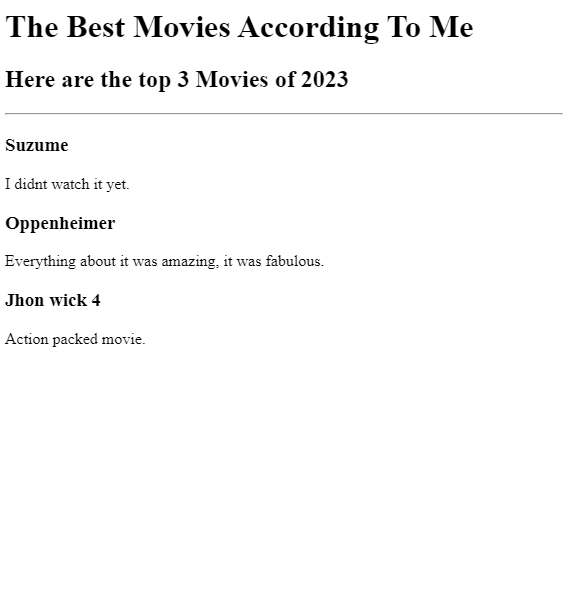 The Best Movies According To Me
Here are the top 3 Movies of 2023
Suzume
I didnt watch it yet.
Oppenheimer
Everything about it was amazing, it was fabulous.
Jhon wick 4
Action packed movie.